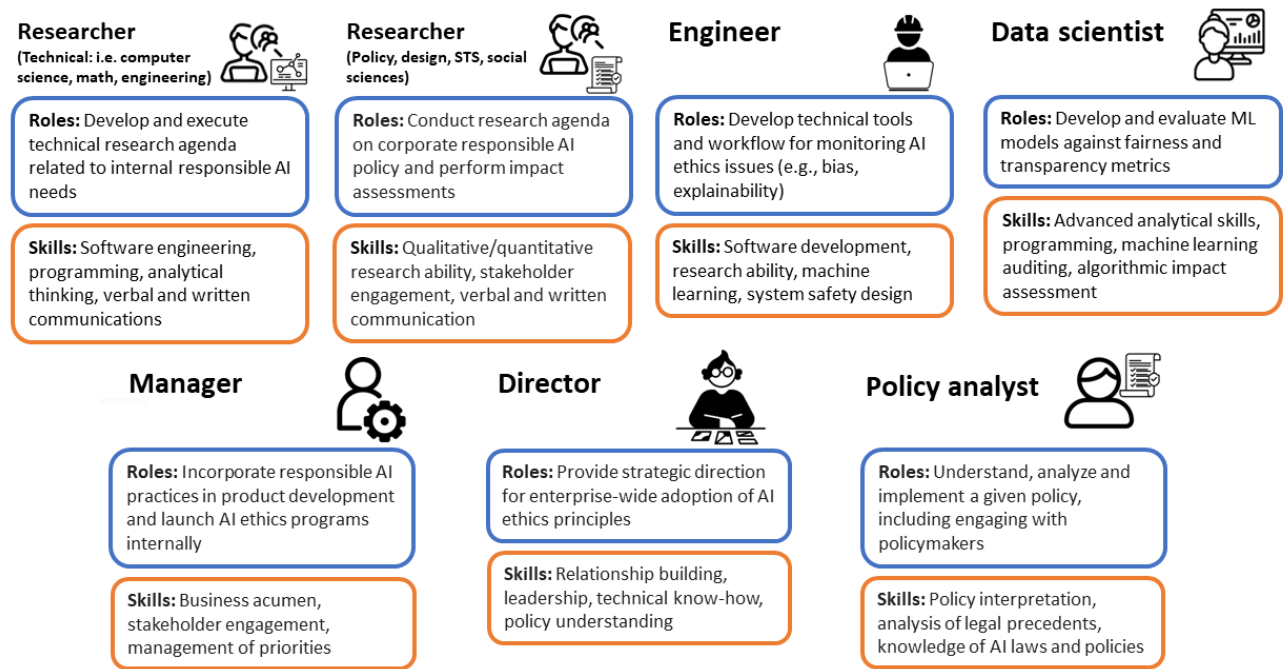 Researcher
(Technical: i.e. computer
science, math, engineering)
Roles: Develop and execute
technical research agenda
related to internal responsible AI
needs
Skills: Software engineering,
programming, analytical
thinking, verbal and written
communications
Researcher
(Policy, design, STS, social
sciences)
Roles: Conduct research agenda
on corporate responsible AI
policy and perform impact
assessments
Skills: Qualitative/quantitative
research ability, stakeholder
engagement, verbal and written
communication
Engineer
Roles: Develop technical tools
and workflow for monitoring AI
ethics issues (e.g., bias,
explainability)
Skills: Software development,
research ability, machine
learning, system safety design
Data scientist
Roles: Develop and evaluate ML
models against fairness and
transparency metrics
Skills: Advanced analytical skills,
programming, machine learning
auditing, algorithmic impact
assessment
Manager
Roles: Incorporate responsible AI
practices in product development
and launch AI ethics programs
internally
Skills: Business acumen,
stakeholder engagement,
management of priorities
Director
Roles: Provide strategic direction
for enterprise-wide adoption of AI
ethics principles
Skills: Relationship building,
leadership, technical know-how,
policy understanding
Policy analyst
Roles: Understand, analyze and
implement a given policy,
including engaging with
policymakers
Skills: Policy interpretation,
analysis of legal precedents,
knowledge of AI laws and policies